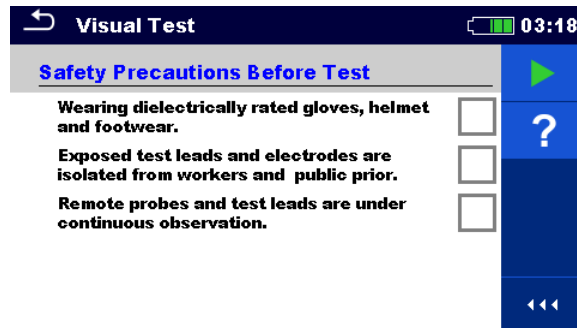 Visual Test
03:18
Safety Precautions Before Test
Wearing dielectrically rated gloves, helmet
and footwear.
Exposed test leads and electrodes are
isolated from workers and public prior.
Remote probes and test leads are under
continuous observation.
?